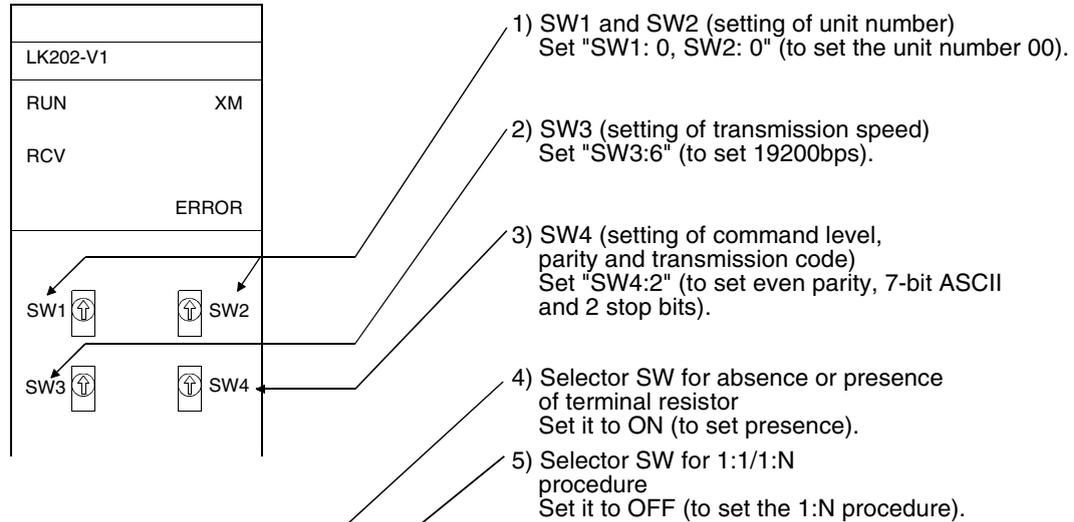 LK202-V1
RUN XM
RCV
ERROR
SW1 SW2
SW3 SW4
1) SW1 and SW2 (setting of unit number)
Set "SW1: 0, SW2: 0" (to set the unit number 00).
2) SW3 (setting of transmission speed)
Set "SW3:6" (to set 19200bps).
3) SW4 (setting of command level,
parity and transmission code)
Set "SW4:2" (to set even parity, 7-bit ASCII
and 2 stop bits).
4) Selector SW for absence or presence
of terminal resistor
Set it to ON (to set presence).
5) Selector SW for 1:1/1:N
procedure
Set it to OFF (to set the 1:N procedure).